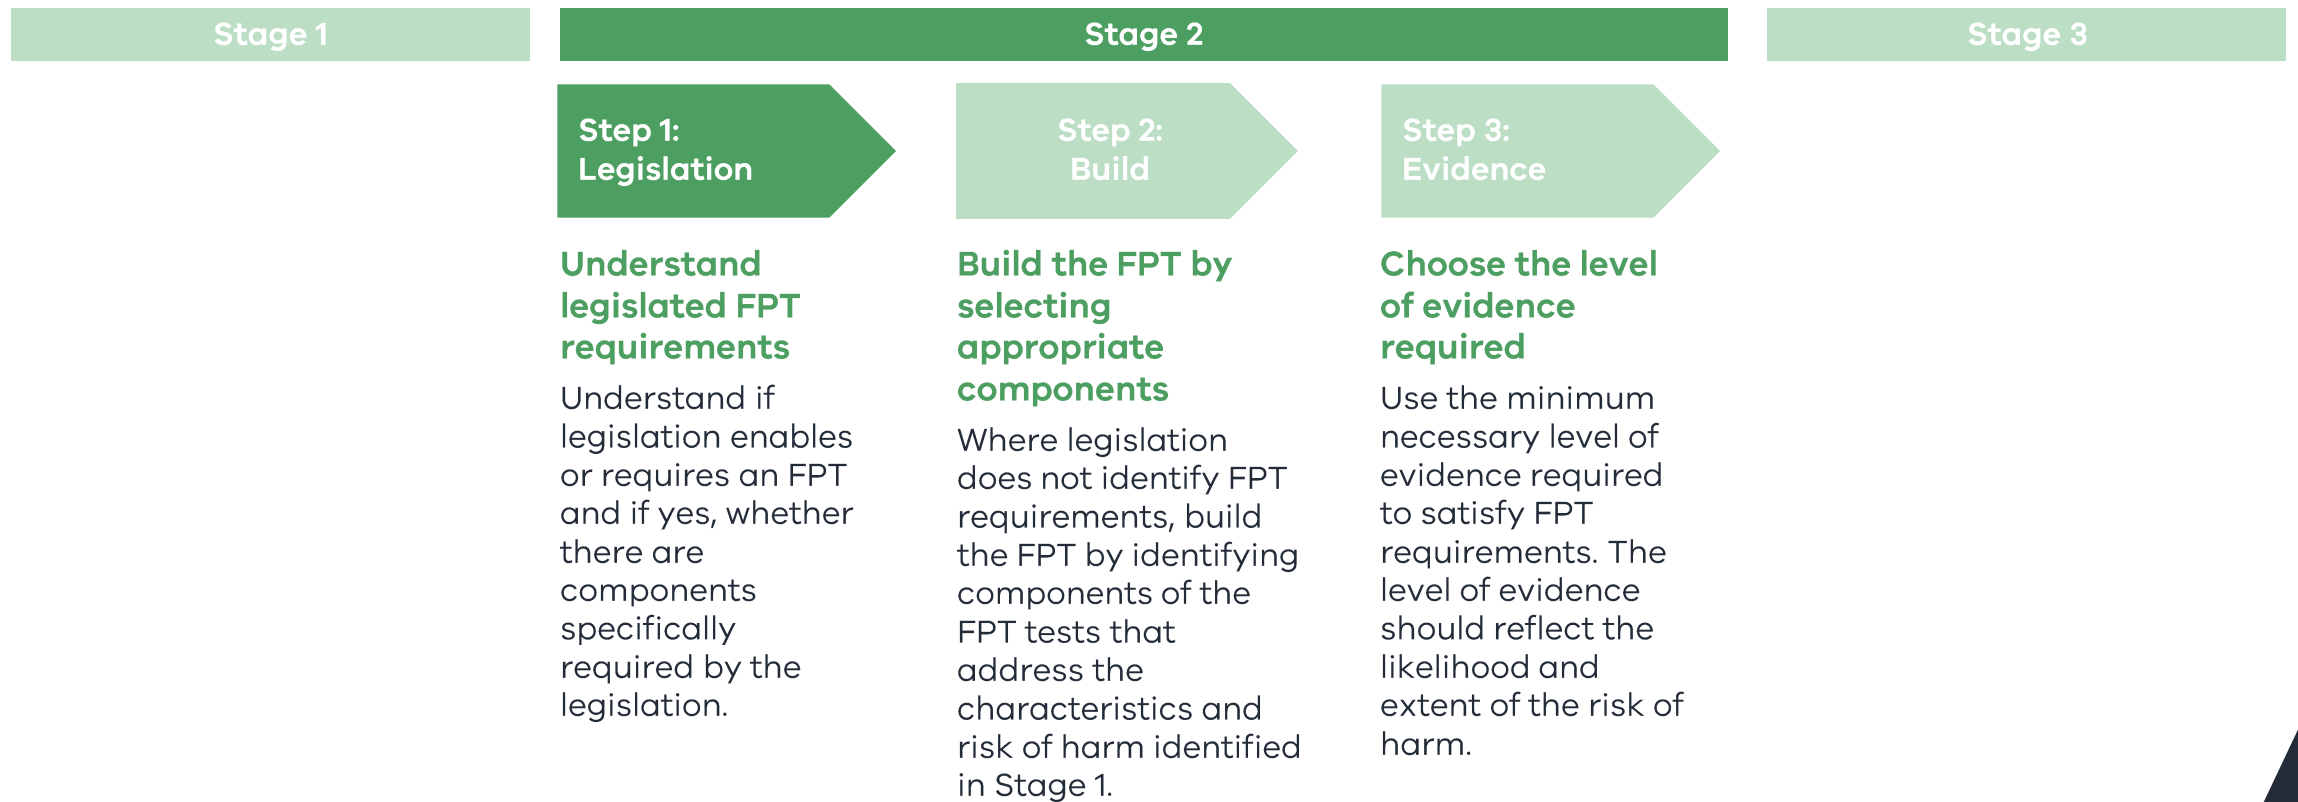 Stage 1
Stage 2
Stage 3
Step 1:
Legislation
Understand
legislated FPT
requirements
Understand if
legislation enables
or requires an FPT
and if yes, whether
there are
components
specifically
required by the
legislation.
Step 2:
Build
Build the FPT by
selecting
appropriate
components
Where legislation
does not identify FPT
requirements, build
the FPT by identifying
components of the
FPT tests that
address the
characteristics and
risk of harm identified
in Stage 1.
Step 3:
Evidence
Choose the level
of evidence
required
Use the minimum
necessary level of
evidence required
to satisfy FPT
requirements. The
level of evidence
should reflect the
likelihood and
extent of the risk of
harm.